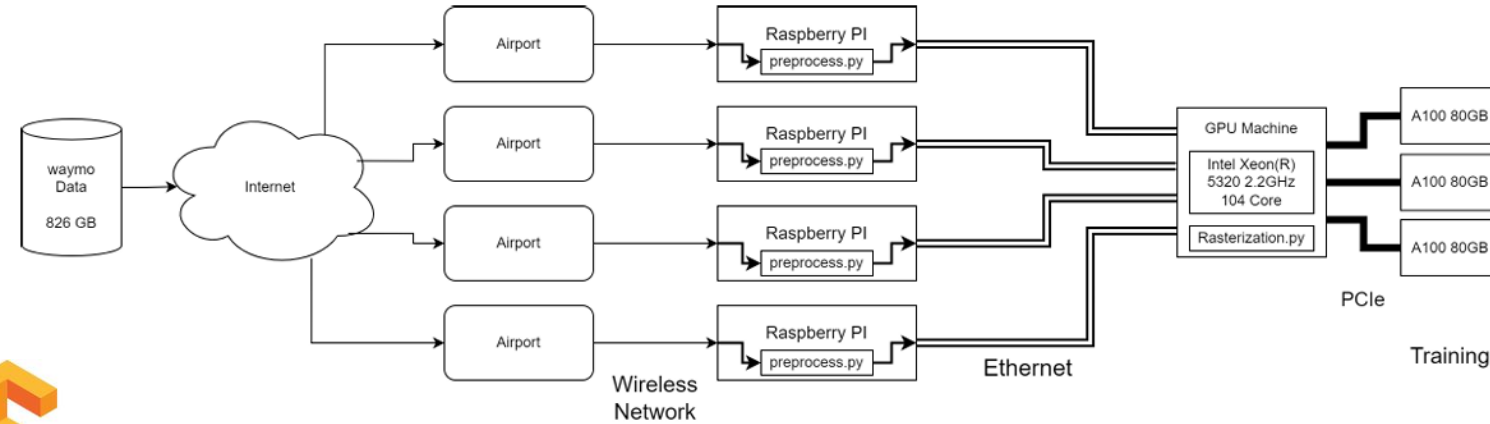 waymo
Data
826 GB
Internet
Airport
Airport
Airport
Airport
Wireless
Network
Raspberry PI
preprocess.py
Raspberry PI
preprocess.py
Raspberry PI
preprocess.py
Raspberry PI
preprocess.py
Ethernet
GPU Machine
Intel Xeon(R)
5320 2.2GHz
104 Core
Rasterization.py
PCIe
A100 80GB
A100 80GB
A100 80GB
Training